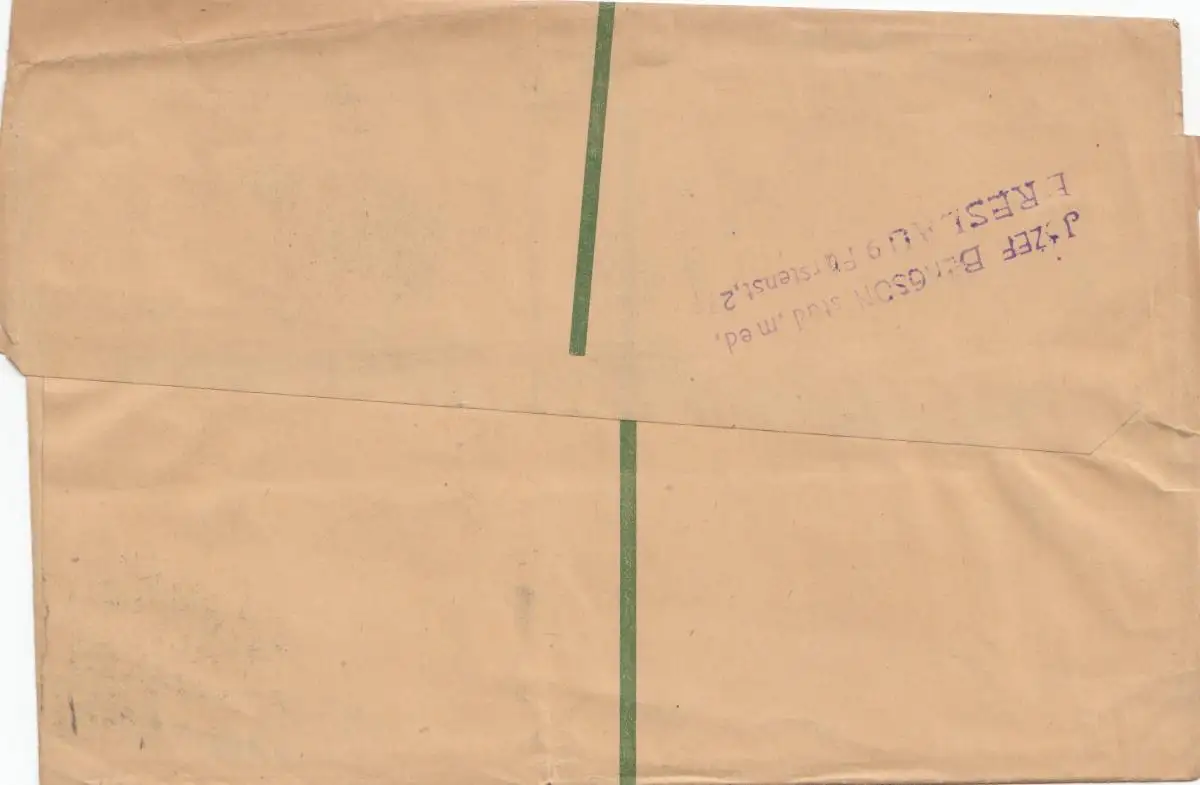 JÓZEF BERGSON stud.med.
BRESLAU 9 Fürstenst,2